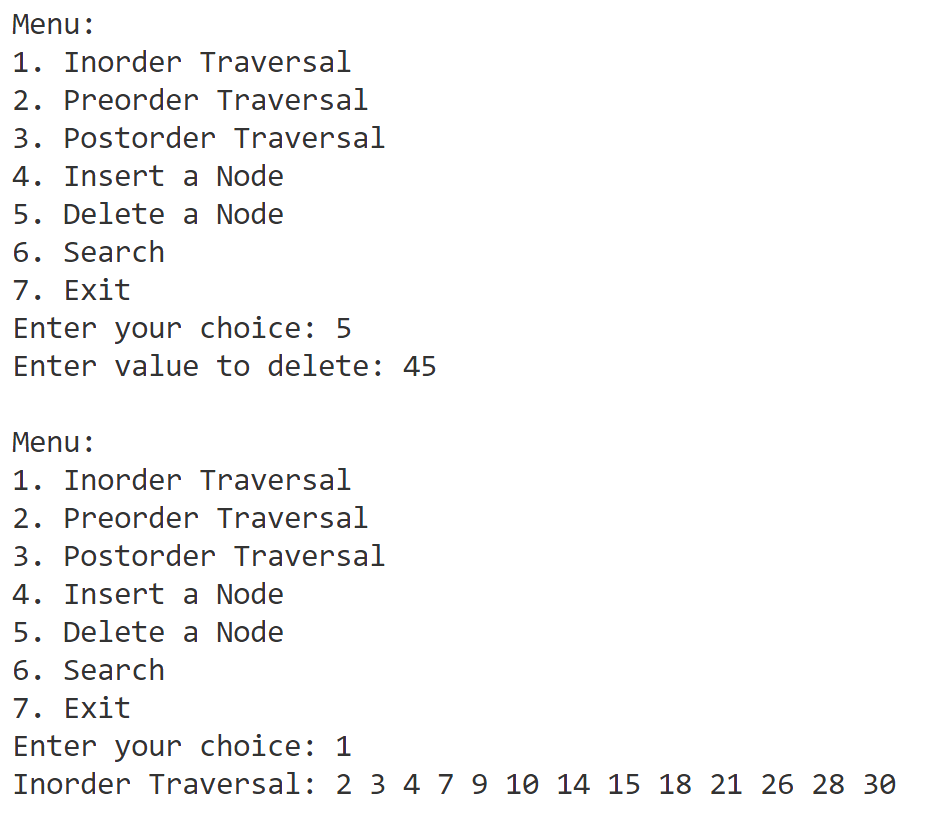 Menu:
1. Inorder Traversal
2. Preorder Traversal
3. Postorder Traversal
4. Insert a Node
5. Delete a Node
6. Search
7. Exit
Enter your choice: 5
Enter value to delete: 45

Menu:
1. Inorder Traversal
2. Preorder Traversal
3. Postorder Traversal
4. Insert a Node
5. Delete a Node
6. Search
7. Exit
Enter your choice: 1
Inorder Traversal: 2 3 4 7 9 10 14 15 18 21 26 28 30